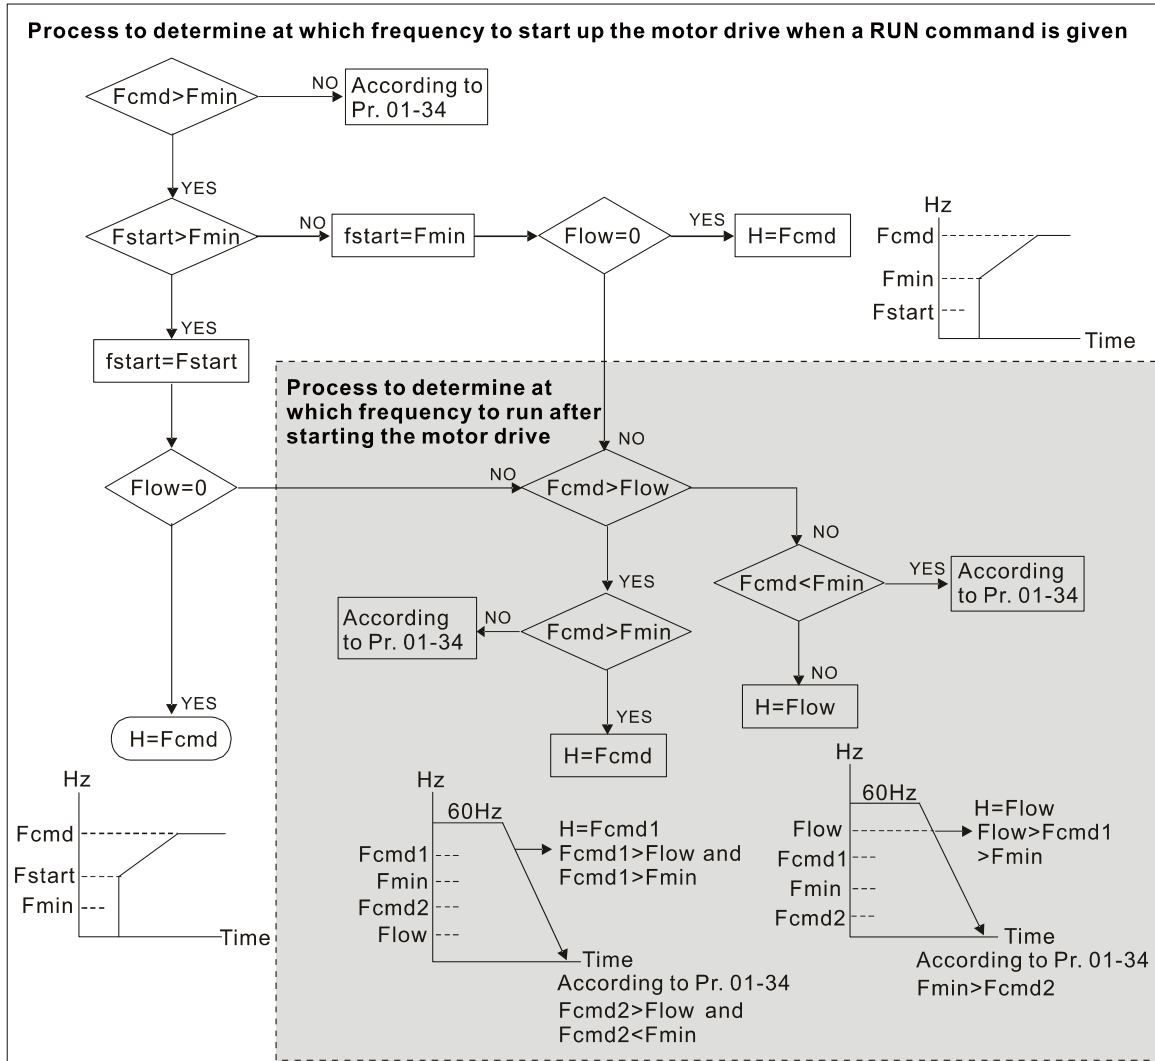 Process to determine at which frequency to start up the motor drive when a RUN command is given
Fcmd>Fmin
NO
According to
Pr. 01-34
YES
Fstart>Fmin
NO
fstart=Fmin
Flow=0
YES
H=Fcmd
Hz
Fcmd
Fmin
Fstart
Time
YES
fstart=Fstart
Process to determine at
which frequency to run after
starting the motor drive
NO
Flow=0
NO
Fcmd>Flow
NO
YES
Fcmd<Fmin
YES
According
to Pr. 01-34
According
to Pr. 01-34
NO
Fcmd>Fmin
NO
H=Flow
YES
H=Fcmd
YES
H=Fcmd
Hz
Fcmd
Fstart
Fmin
Time
Hz
60Hz
Fcmd1
Fmin
Fcmd2
Flow
H=Fcmd1
Fcmd1>Flow and
Fcmd1>Fmin
Time
According to Pr. 01-34
Fcmd2>Flow and
Fcmd2<Fmin
Hz
60Hz
Flow
Fcmd1
Fmin
Fcmd2
H=Flow
Flow>Fcmd1
>Fmin
Time
According to Pr. 01-34
Fmin>Fcmd2